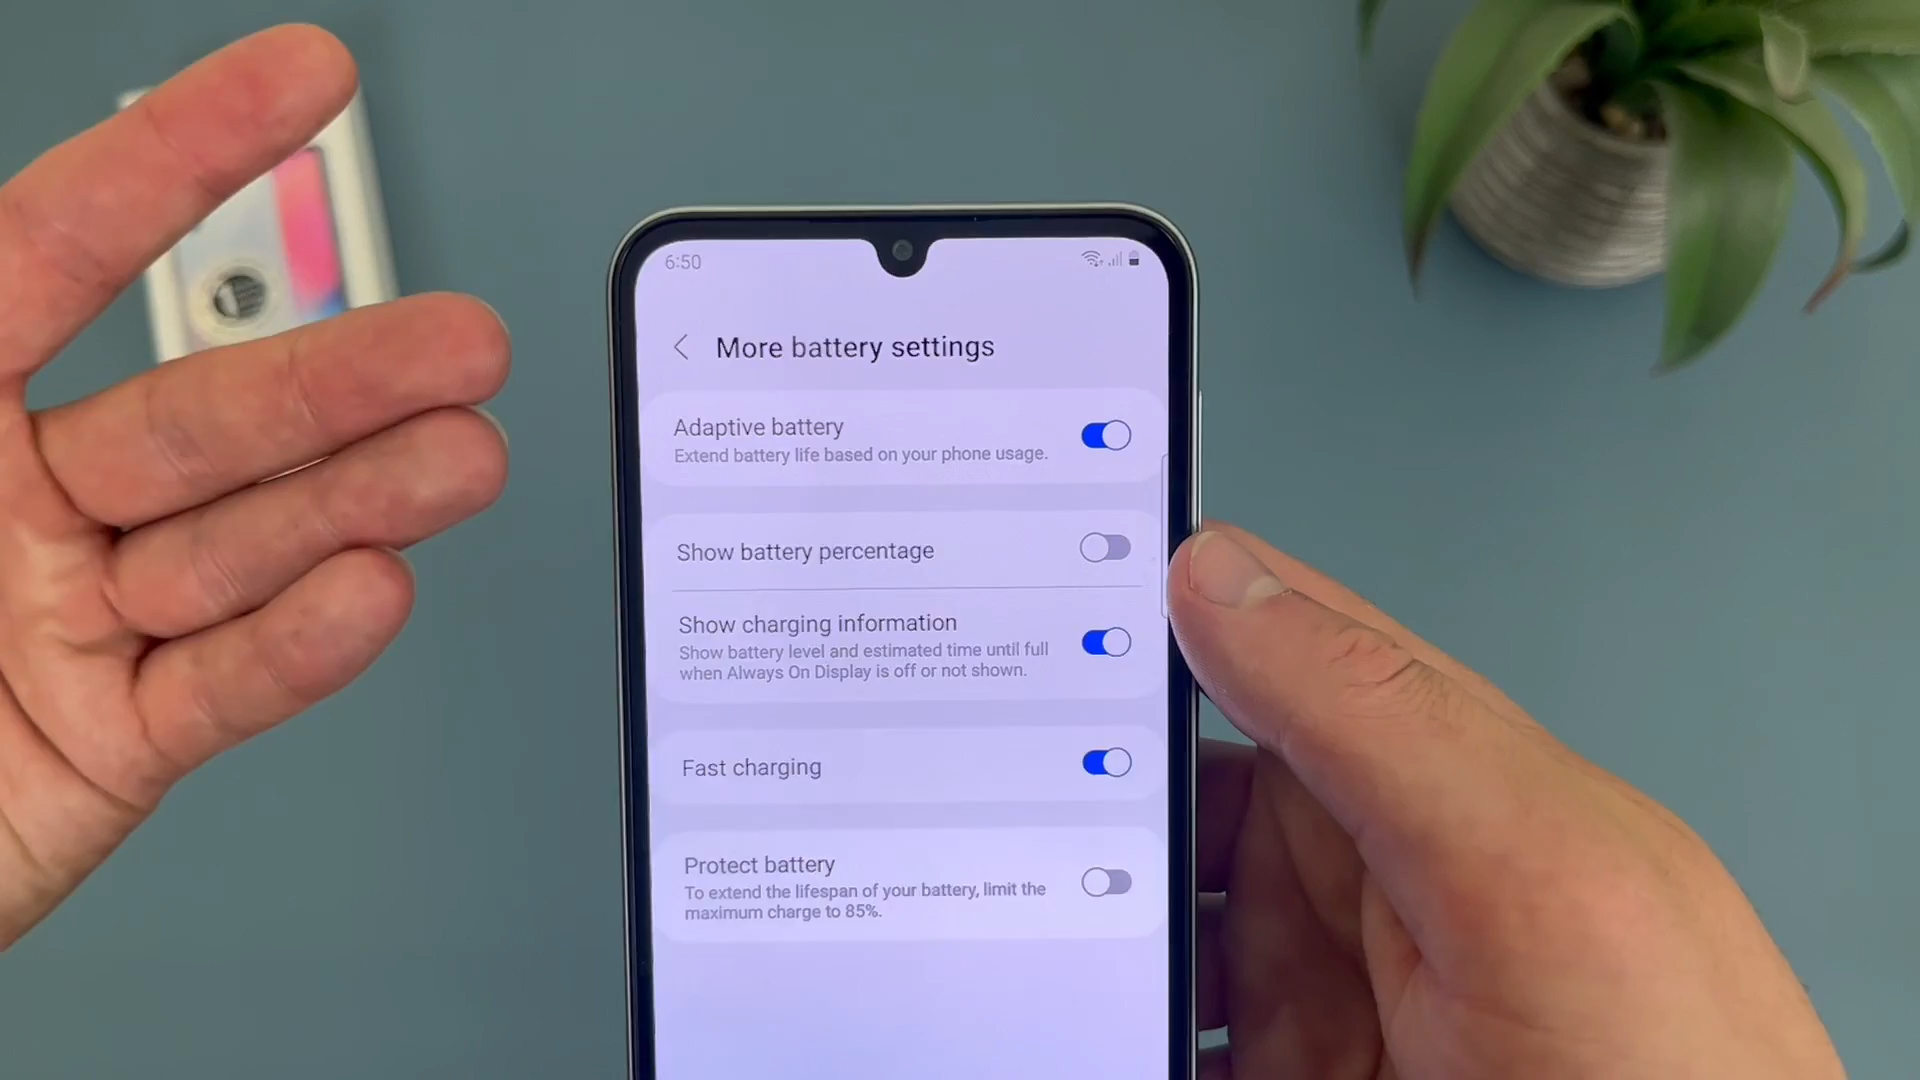 6:50
More battery settings
Adaptive battery
Extend battery life based on your phone usage.
Show battery percentage
Show charging information
Show battery level and estimated time until full
when Always On Display is off or not shown.
Fast charging
Protect battery
To extend the lifespan of your battery, limit the
maximum charge to 85%.